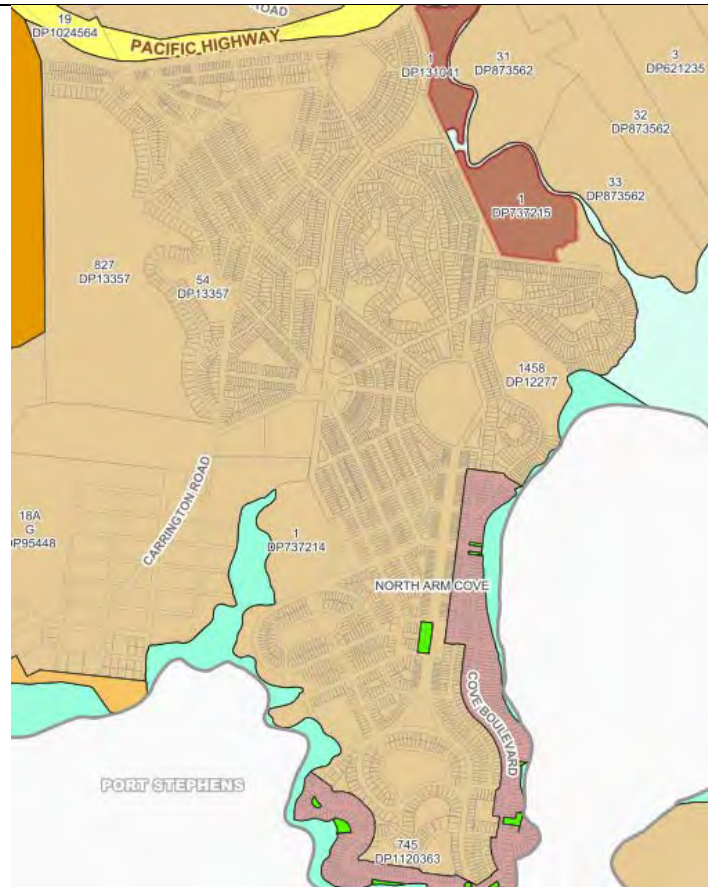 19
DP1024564
ROAD
PACIFIC HIGHWAY
1
DP131041
31
DP873562
3
DP621235
32
DP873562
33
DP873562
1
DP737215
827
DP13357
54
DP13357
1458
DP12277
CARRINGTON ROAD
18A
G
DP95448
1
DP737214
NORTH ARM COVE
COVE BOULEVARD
PORT STEPHENS
745
DP1120363